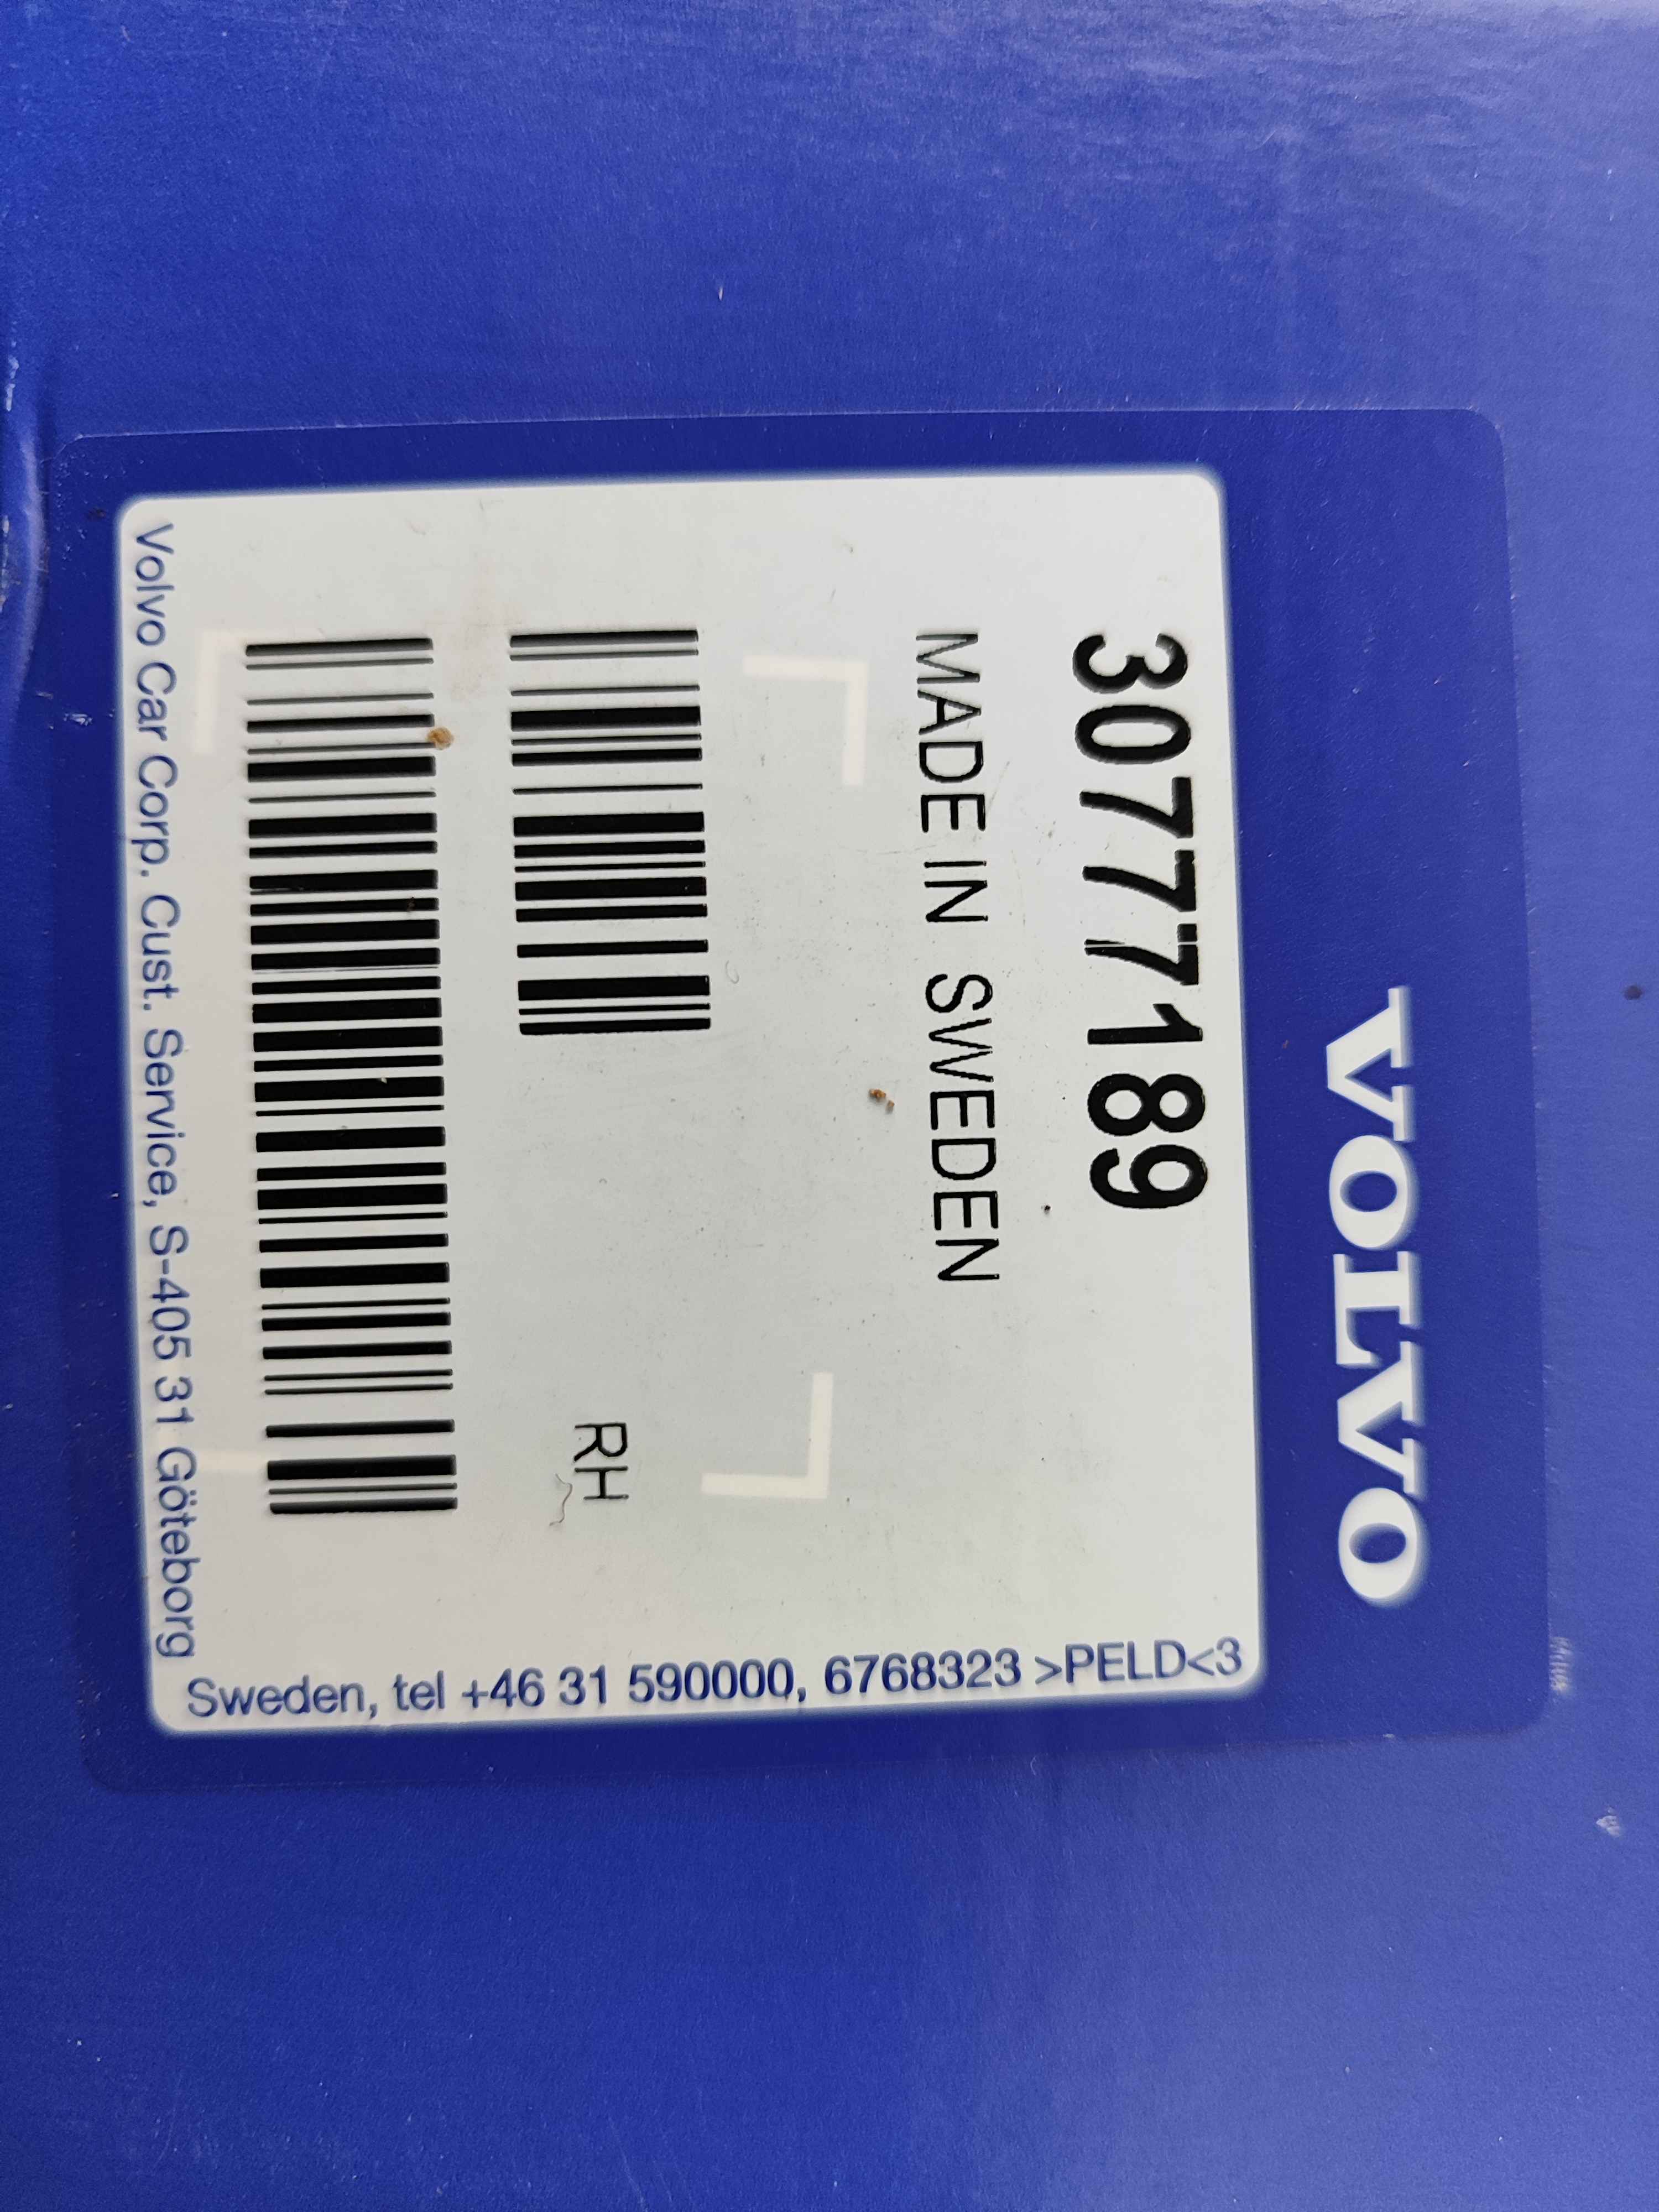 VOLVO
30777189
MADE IN SWEDEN
RH
Volvo Car Corp. Cust. Service, S-405 31 Göteborg
Sweden, tel +46 31 590000, 6768323 >PELD<3